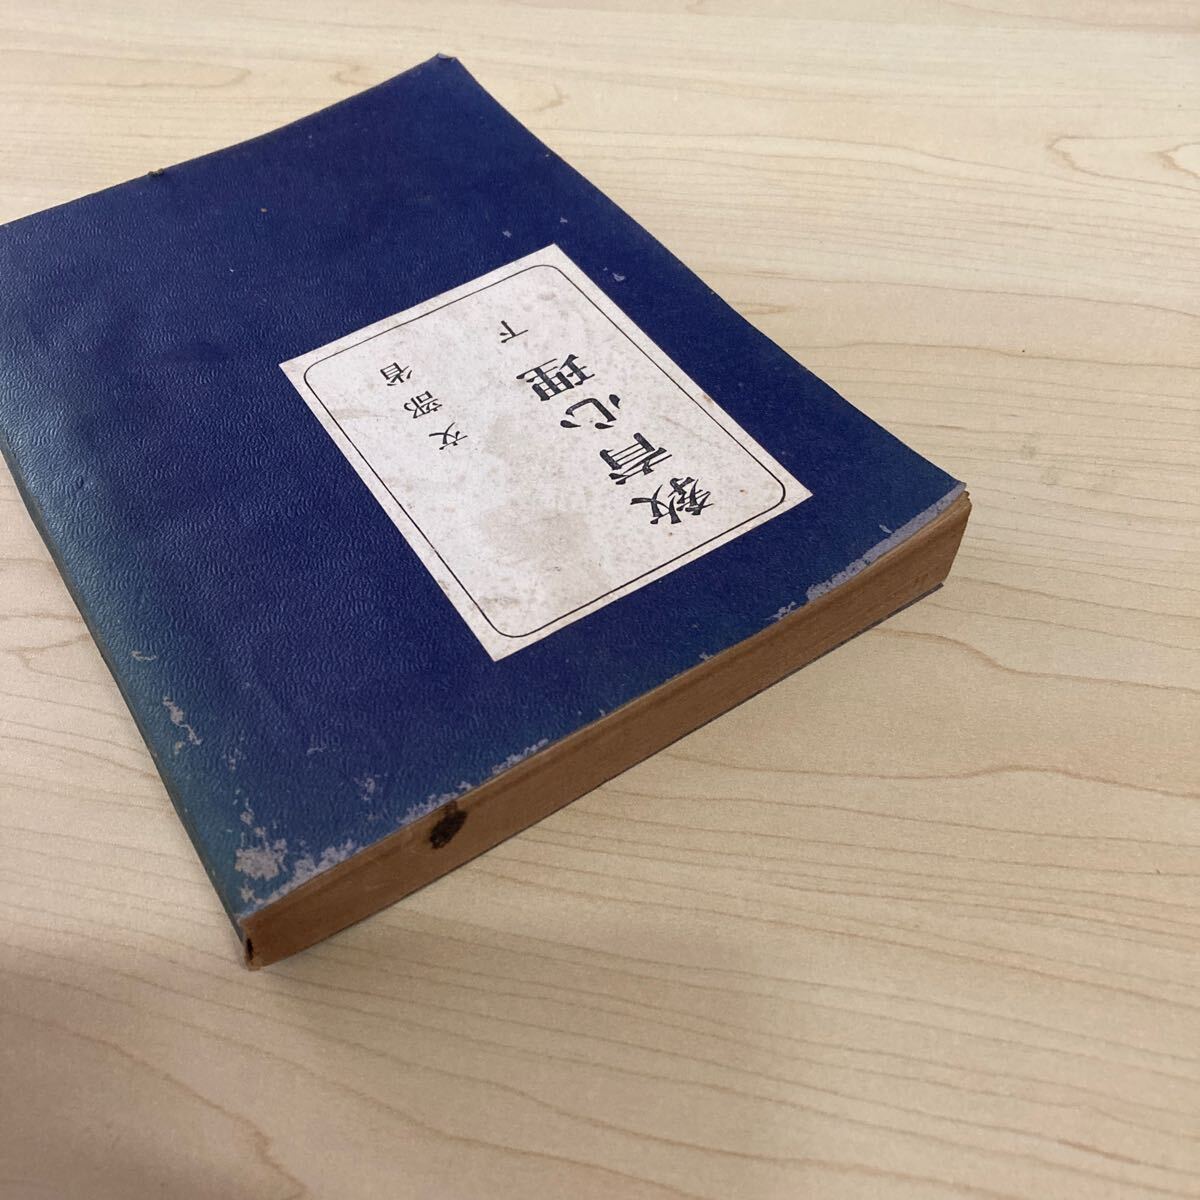 教育心理 下
文部省